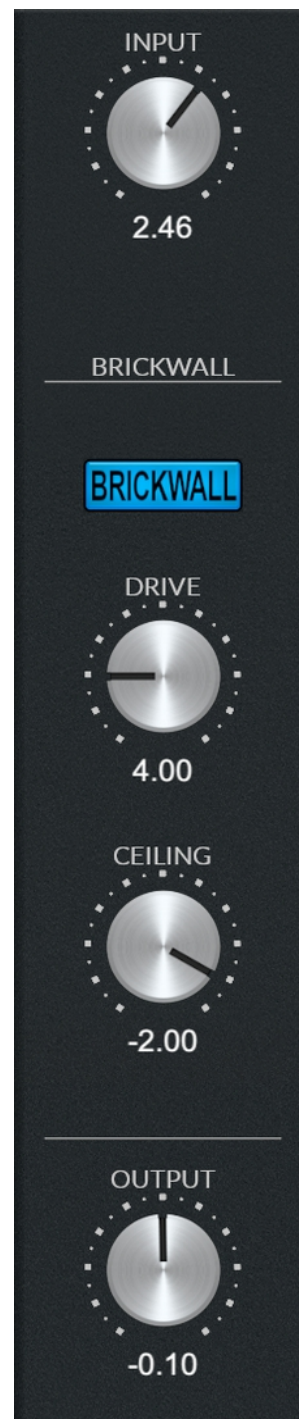 INPUT
2.46
BRICKWALL
BRICKWALL
DRIVE
4.00
CEILING
-2.00
OUTPUT
-0.10